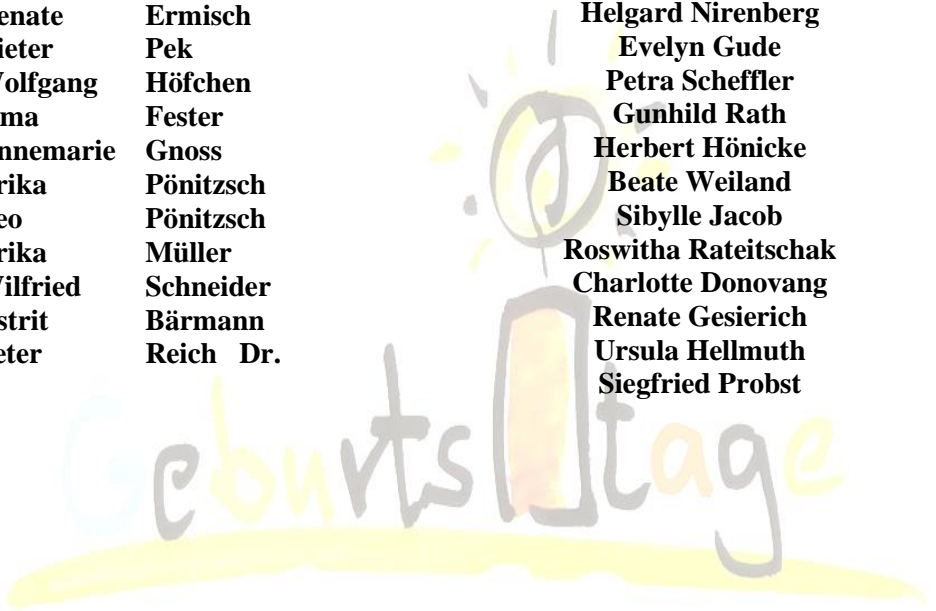 enate Ermisch
ieter Pek
Wolfgang Höfchen
ma Fester
nnemarie Gnoss
rika Pönitzsch
eo Pönitzsch
rika Müller
Wilfried Schneider
strit Bärmann
eter Reich Dr.
Helgard Nirenberg
Evelyn Gude
Petra Scheffler
Gunhild Rath
Herbert Hönicke
Beate Weiland
Sibylle Jacob
Roswitha Rateitschak
Charlotte Donovang
Renate Gesierich
Ursula Hellmuth
Siegfried Probst
Geburtstage